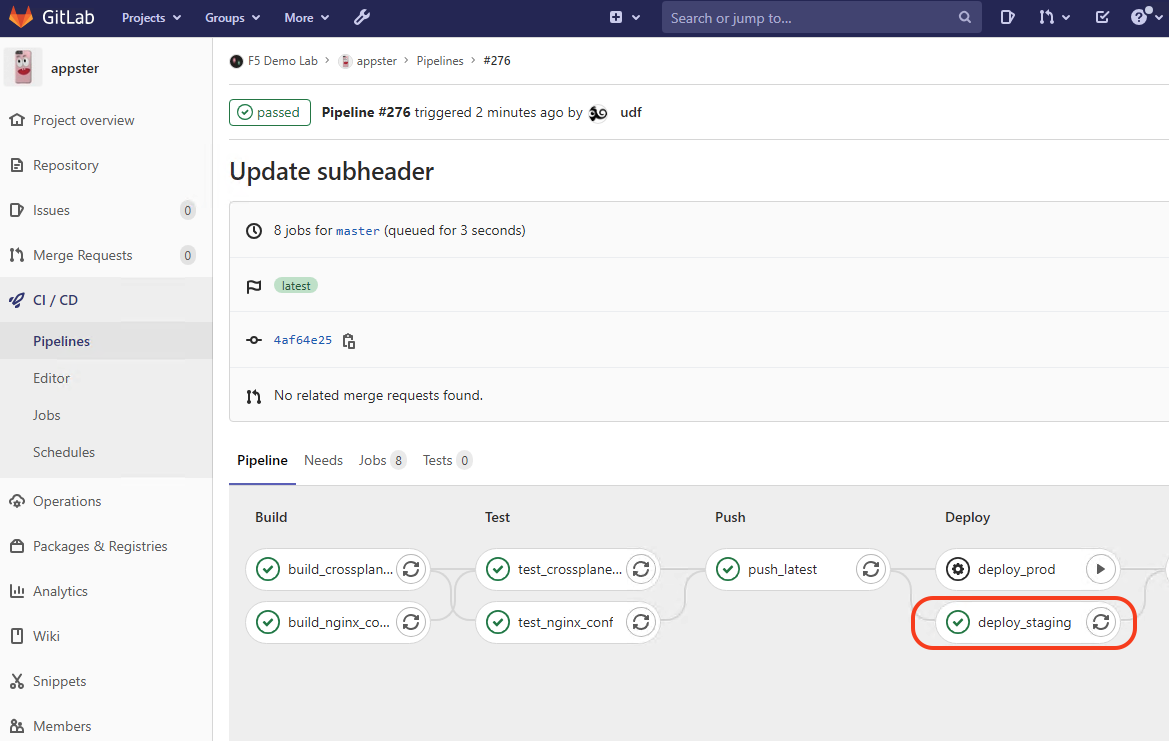 GitLab Projects Groups More Search or jump to...
appster
F5 Demo Lab > appster > Pipelines > #276
passed Pipeline #276 triggered 2 minutes ago by udf
Project overview
Repository
Issues 0
Merge Requests 0
CI / CD
Pipelines
Editor
Jobs
Schedules
Operations
Packages & Registries
Analytics
Wiki
Snippets
Members
Update subheader
8 jobs for master (queued for 3 seconds)
latest
4af64e25
No related merge requests found.
Pipeline Needs Jobs 8 Tests 0
Build Test Push Deploy
build_crossplan... test_crossplane... push_latest deploy_prod
build_nginx_co... test_nginx_conf deploy_staging